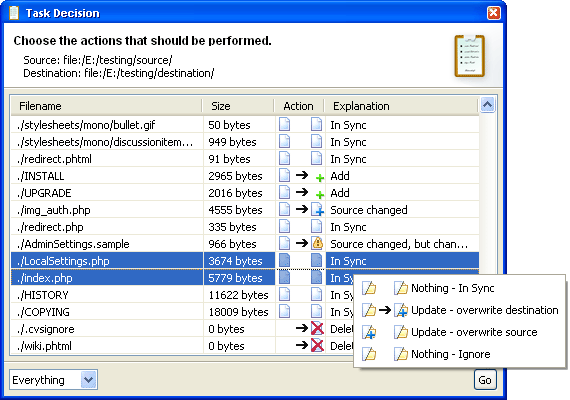 Task Decision
Choose the actions that should be performed.
Source: file:/E:/testing/source/
Destination: file:/E:/testing/destination/
Filename Size Action Explanation
./stylesheets/mono/bullet.gif 50 bytes In Sync
./stylesheets/mono/discussionitem... 949 bytes In Sync
./redirect.phtml 91 bytes In Sync
./INSTALL 2965 bytes Add
./UPGRADE 2016 bytes Add
./img_auth.php 4555 bytes Source changed
./redirect.php 335 bytes In Sync
./AdminSettings.sample 966 bytes Source changed, but chan...
./LocalSettings.php 3674 bytes In Sync
./index.php 5779 bytes In Sy
./HISTORY 11622 bytes In Sy
./COPYING 18009 bytes In Sy
./.cvsignore 0 bytes Delet
./wiki.phtml 0 bytes Delet
Nothing - In Sync
Update - overwrite destination
Update - overwrite source
Nothing - Ignore
Everything Go